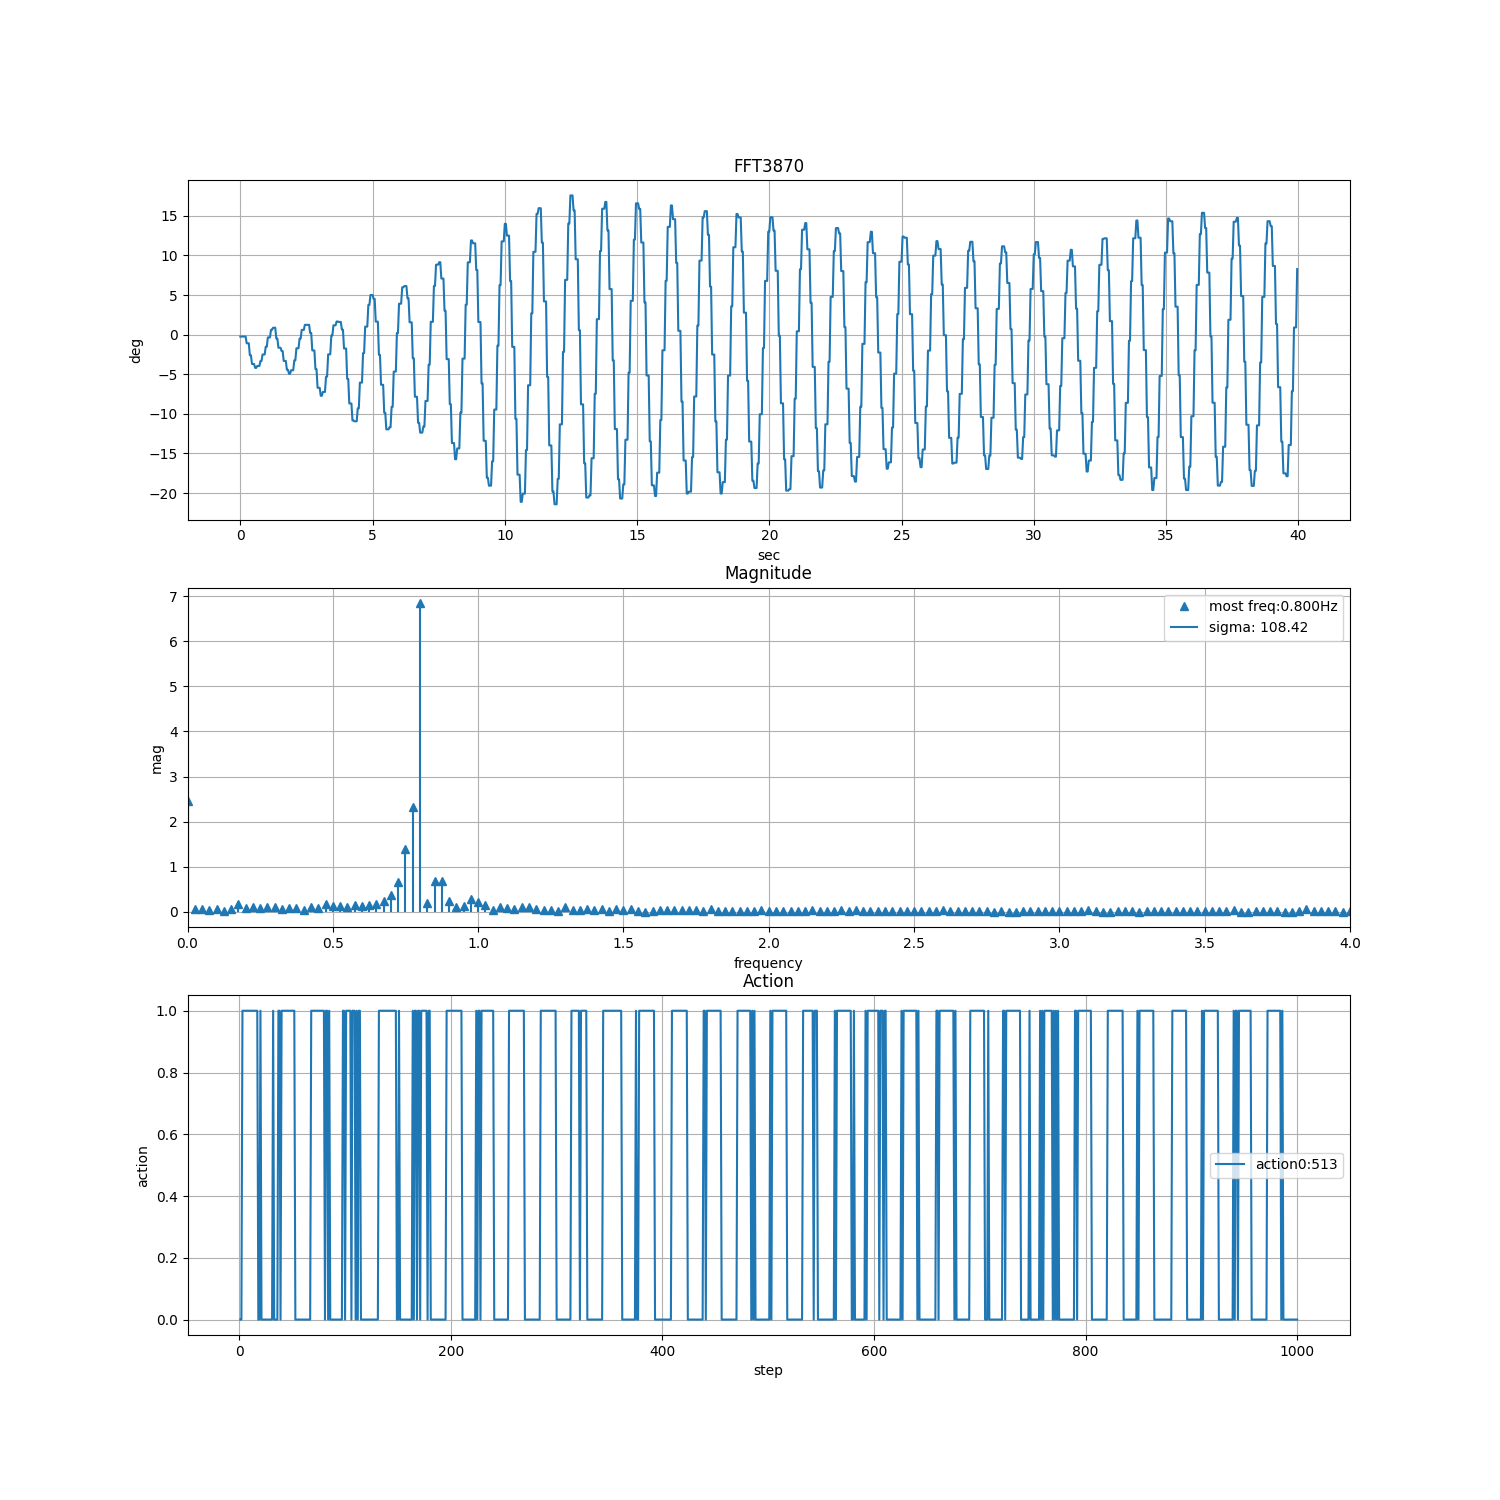 FFT3870
15
10
5
0
−5
−10
−15
−20
deg
0 5 10 15 20 25 30 35 40
sec
Magnitude
7
6
5
4
3
2
1
0
mag
most freq:0.800Hz
sigma: 108.42
0.0 0.5 1.0 1.5 2.0 2.5 3.0 3.5 4.0
frequency
Action
1.0
0.8
0.6
0.4
0.2
0.0
action
action0:513
0 200 400 600 800 1000
step